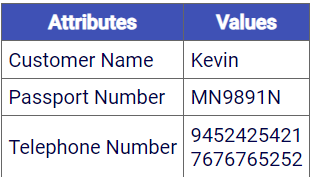 Attributes Values
Customer Name Kevin
Passport Number MN9891N
Telephone Number 9452425421
7676765252